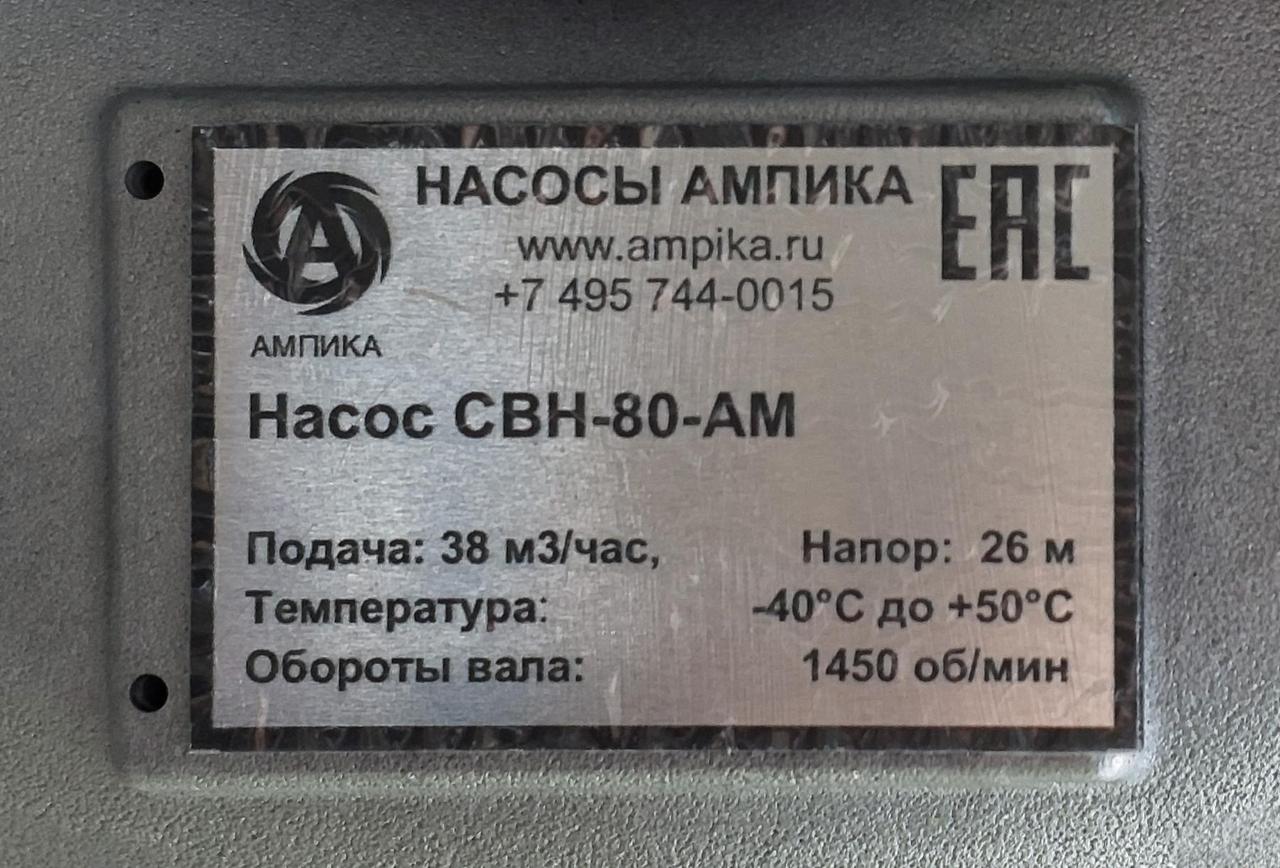 НАСОСЫ АМПИКА
EAC
www.ampika.ru
+7 495 744-0015
АМПИКА
Насос СВН-80-АМ
Подача: 38 м3/час, Напор: 26 м
Температура: -40°С до +50°С
Обороты вала: 1450 об/мин